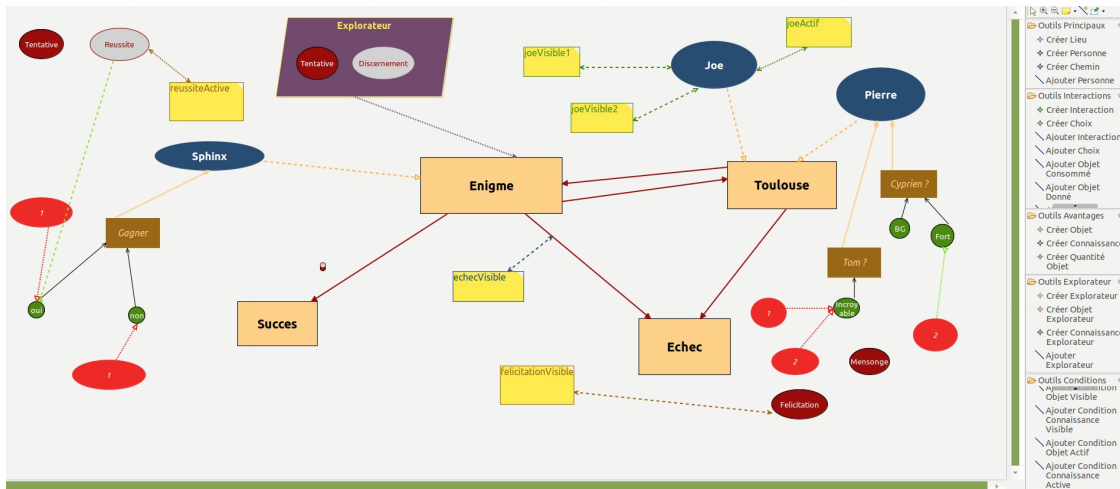 Explorateur
Tentative
Reussite
Tentative
Discernement
reussiteActive
joeVisible1
joeVisible2
joeActif
Joe
Pierre
Sphinx
Enigme
Toulouse
1
Gagner
oui
non
1
echecVisible
Succes
Echec
felicitationVisible
Felicitation
Cyprien ?
BG
Fort
Tom ?
Incroy
able
1
2
Mensonge
2
Outils Principaux
Créer Lieu
Créer Personne
Créer Chemin
Ajouter Personne
Outils Interactions
Créer Interaction
Créer Choix
Ajouter Interaction
Ajouter Choix
Ajouter Objet
Consommé
Ajouter Objet
Donné
Outils Avantages
Créer Objet
Créer Connaissance
Créer Quantité
Objet
Outils Explorateur
Créer Explorateur
Créer Objet
Explorateur
Créer Connaissance
Explorateur
Ajouter
Explorateur
Outils Conditions
Objet Visible
Ajouter Condition
Connaissance
Visible
Ajouter Condition
Objet Actif
Ajouter Condition
Connaissance
Active